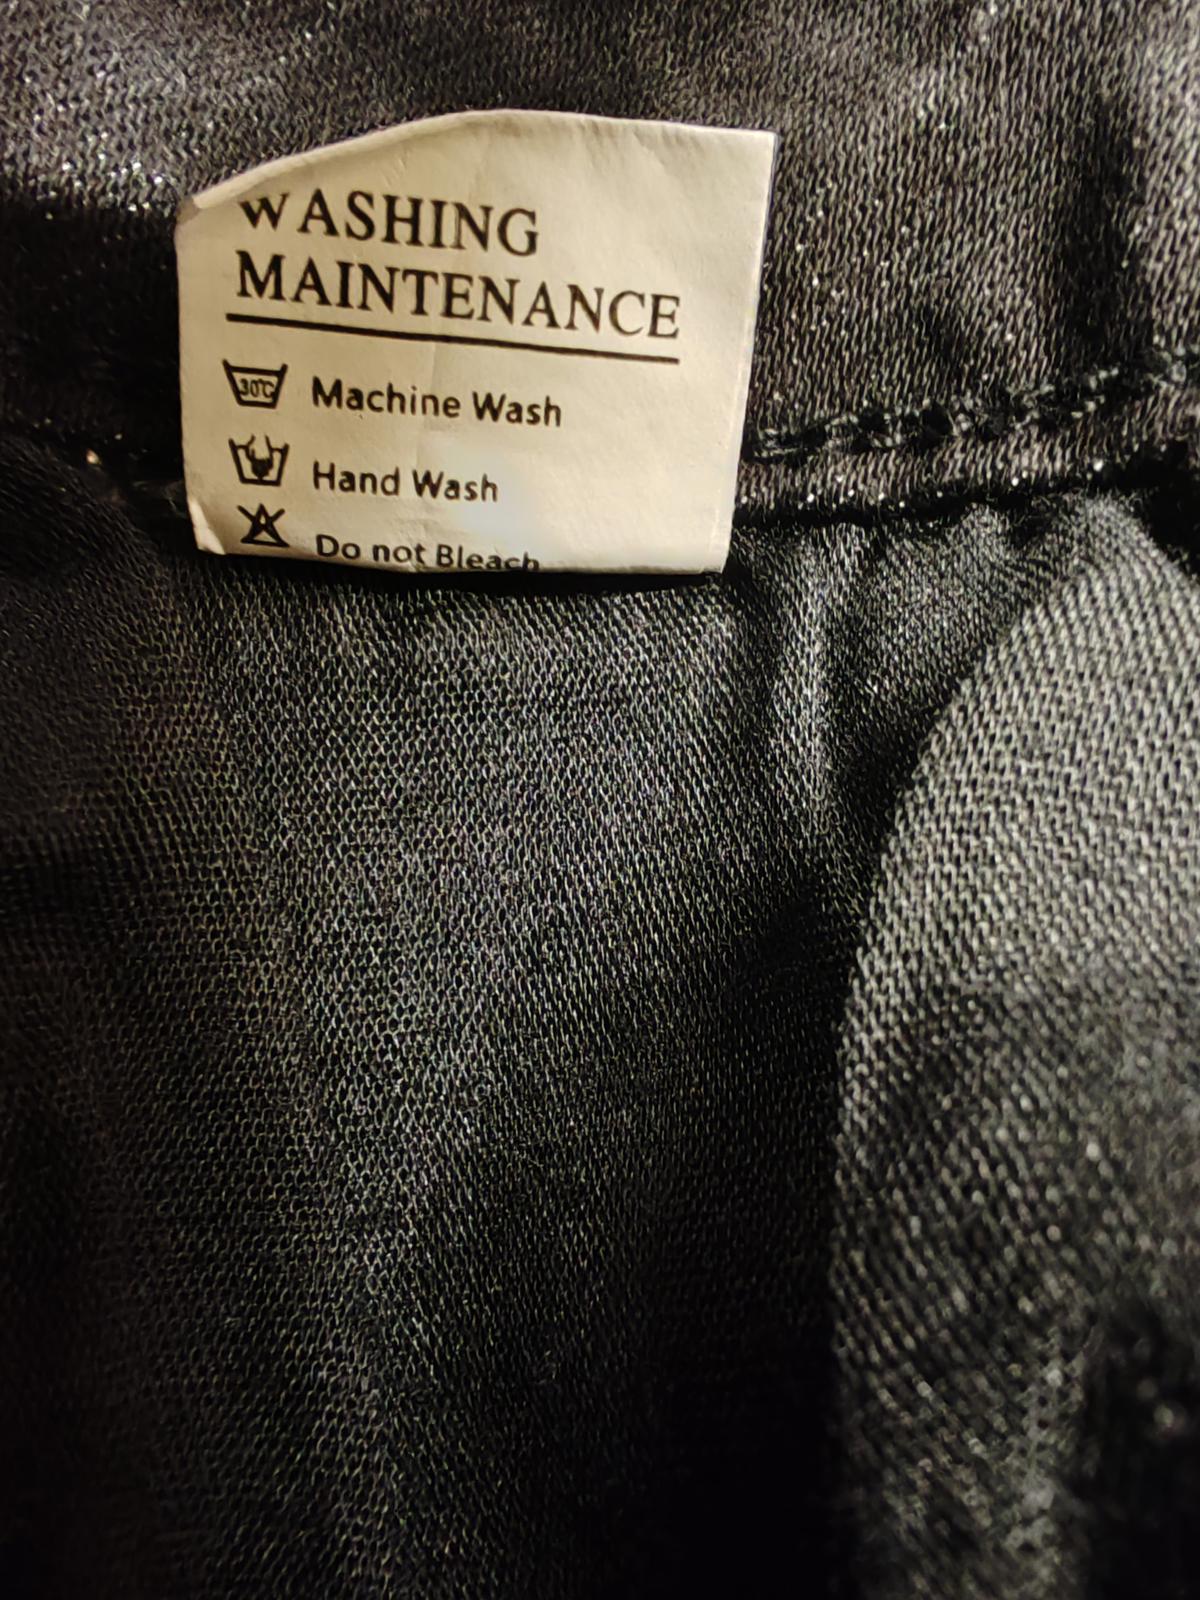 WASHING
MAINTENANCE
30°C Machine Wash
Hand Wash
A Do not Bleach